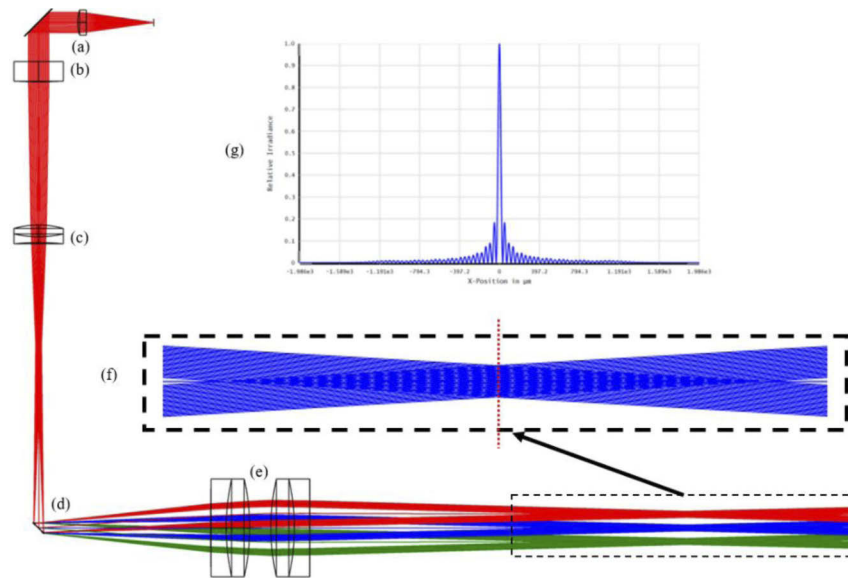 (a)
(b)
(c)
(d)
(e)
(f)
(g)
Relative Irradiance
1.0
0.9
0.8
0.7
0.6
0.5
0.4
0.3
0.2
0.1
0
-1.986e3 -1.589e3 -1.191e3 -794.3 -397.2 0 397.2 794.3 1.191e3 1.589e3 1.986e3
X-Position in µm